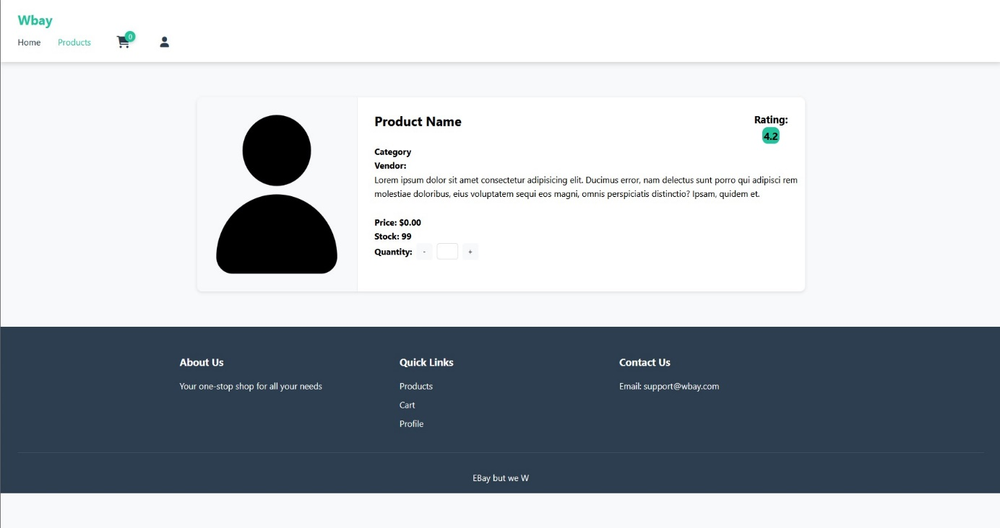 Wbay
Home Products 0
Product Name
Rating:
4.2
Category
Vendor:
Lorem ipsum dolor sit amet consectetur adipisicing elit. Ducimus error, nam delectus sunt porro qui adipisci rem
molestiae doloribus, eius voluptatem sequi eos magni, omnis perspiciatis distinctio? Ipsam, quidem et.
Price: $0.00
Stock: 99
Quantity: - +
About Us
Your one-stop shop for all your needs
Quick Links
Products
Cart
Profile
Contact Us
Email: support@wbay.com
EBay but we W